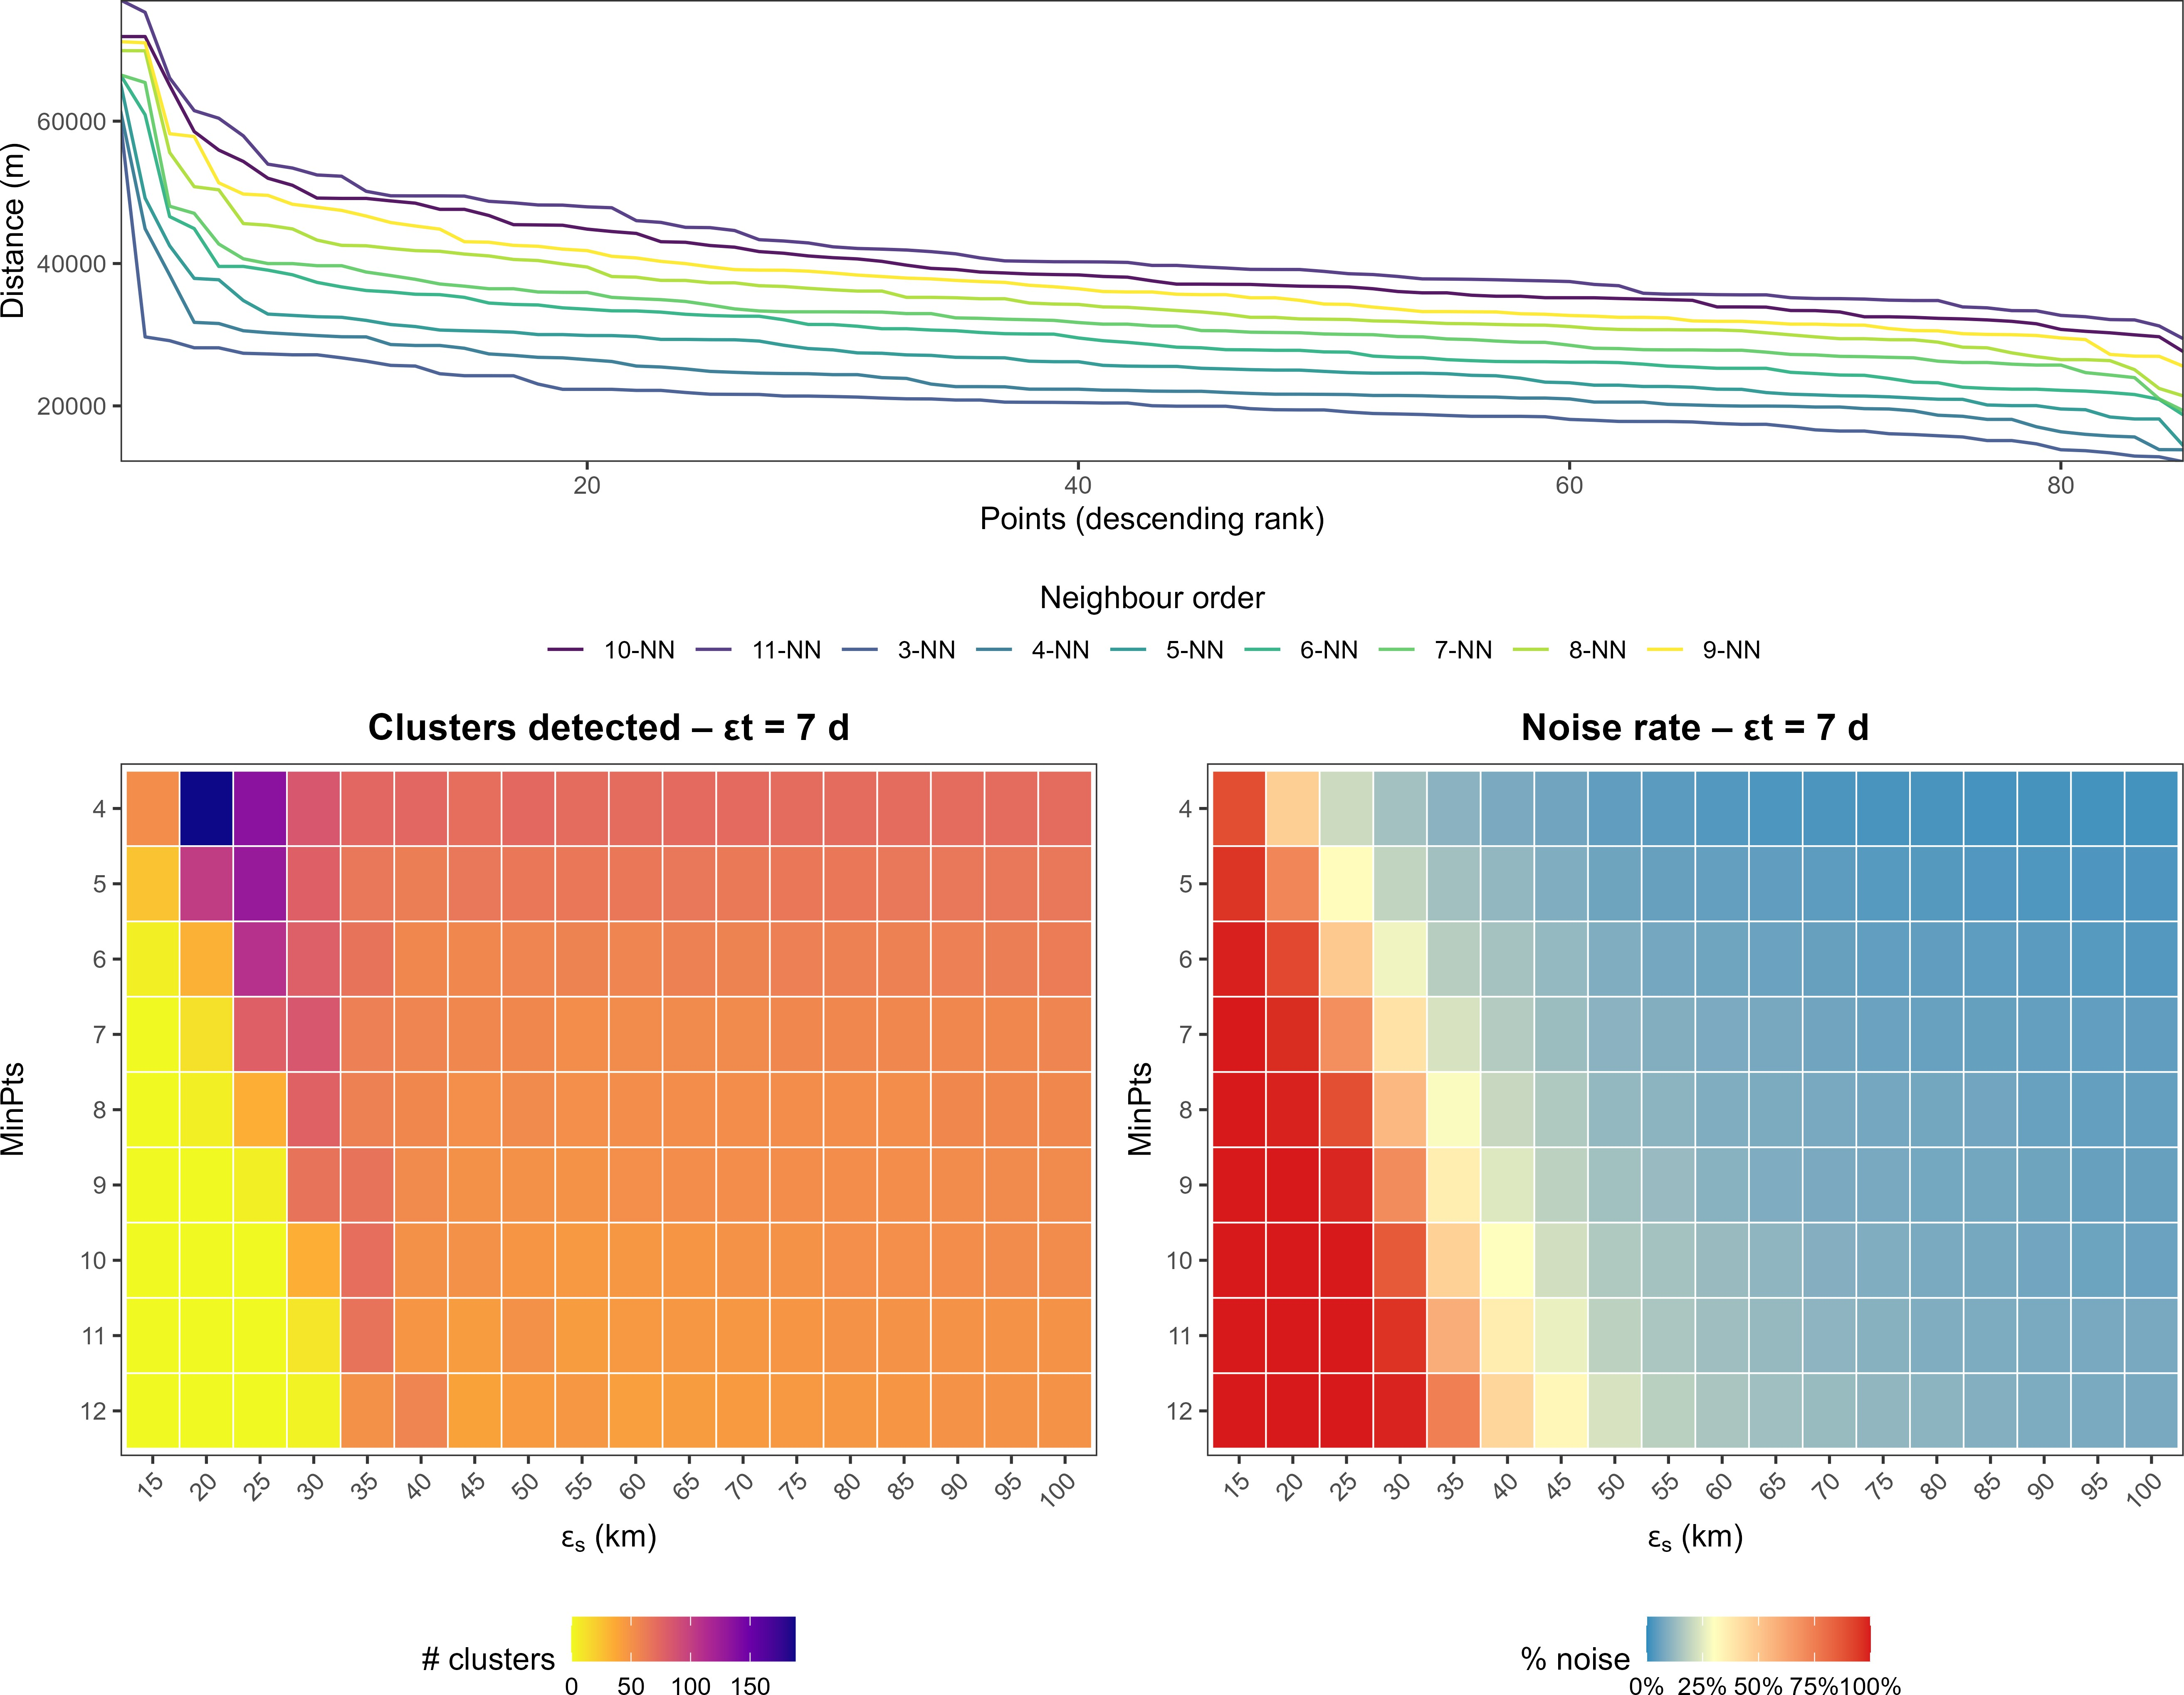 Distance (m)
60000
40000
20000
20 40 60 80
Points (descending rank)
Neighbour order
10-NN 11-NN 3-NN 4-NN 5-NN 6-NN 7-NN 8-NN 9-NN
Clusters detected – εt = 7 d
MinPts
4
5
6
7
8
9
10
11
12
15 20 25 30 35 40 45 50 55 60 65 70 75 80 85 90 95 100
εs (km)
# clusters
0 50 100 150
Noise rate – εt = 7 d
MinPts
4
5
6
7
8
9
10
11
12
15 20 25 30 35 40 45 50 55 60 65 70 75 80 85 90 95 100
εs (km)
% noise
0% 25% 50% 75% 100%